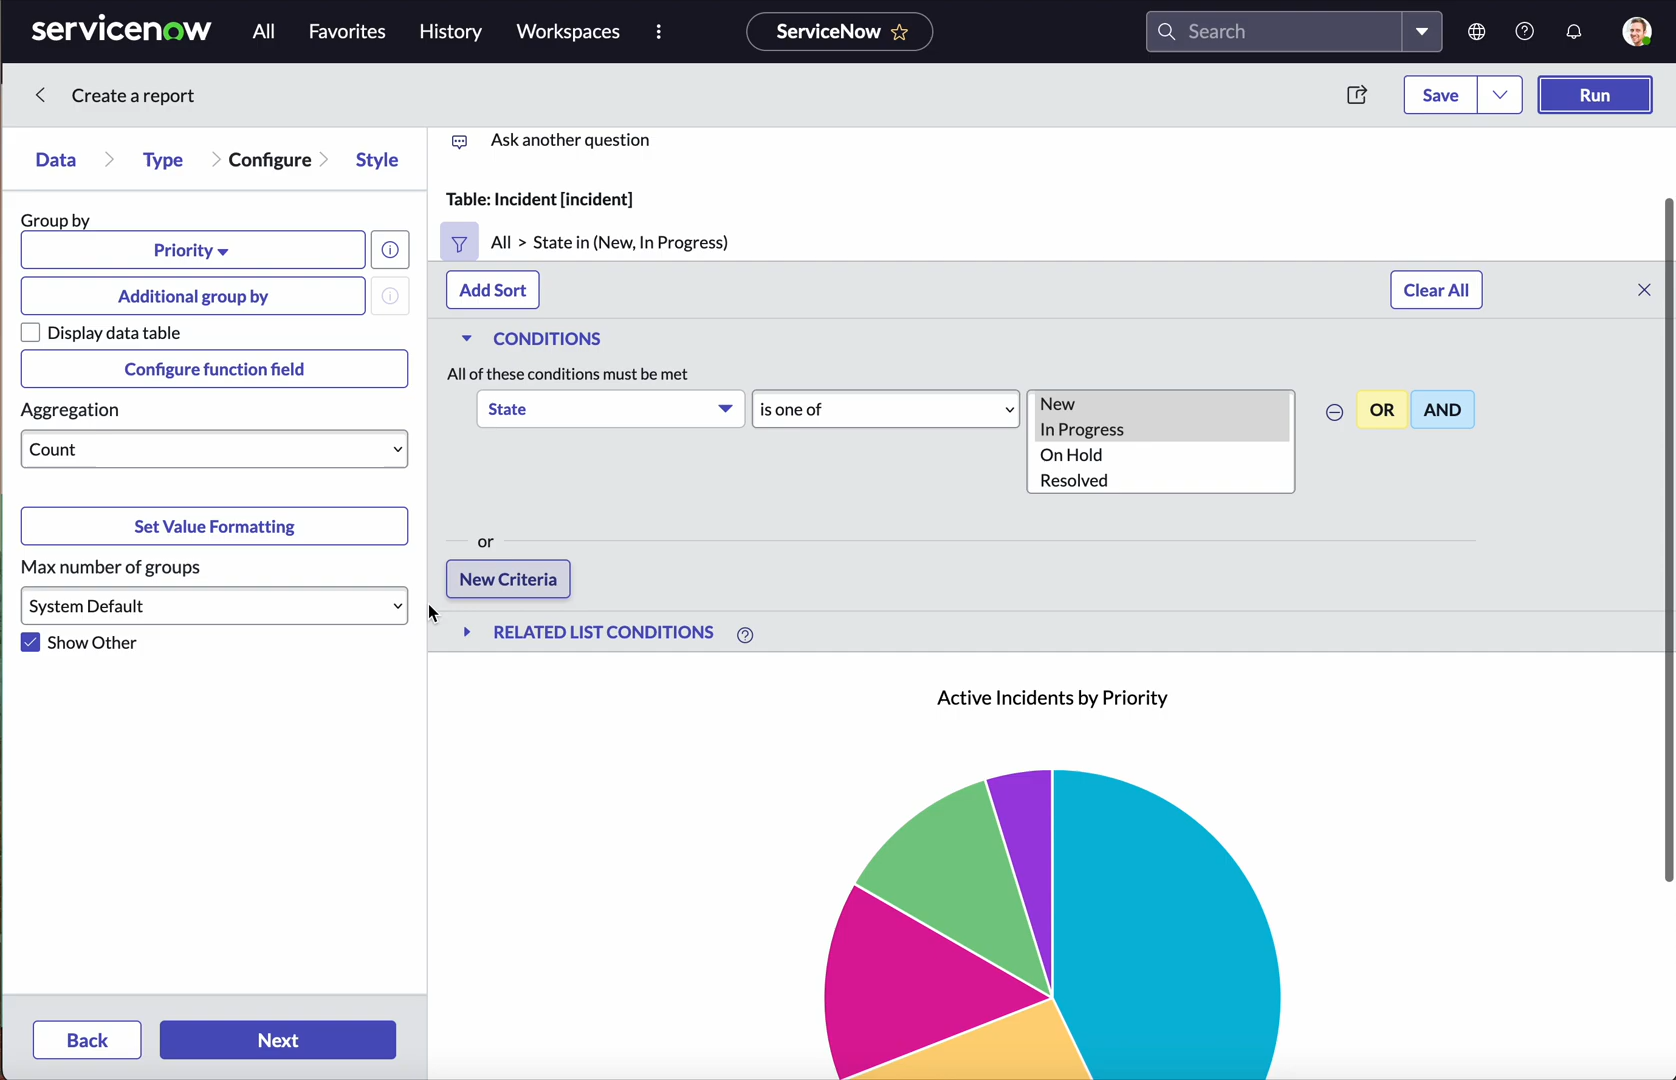 servicenow
All
Favorites
History
Workspaces
ServiceNow
Search
Create a report
Save
Run
Data
Type
Configure
Style
Group by
Priority
Additional group by
Display data table
Configure function field
Aggregation
Count
Set Value Formatting
Max number of groups
System Default
Show Other
Back
Next
Ask another question
Table: Incident [incident]
All > State in (New, In Progress)
Add Sort
Clear All
CONDITIONS
All of these conditions must be met
State
is one of
New
In Progress
On Hold
Resolved
OR
AND
or
New Criteria
RELATED LIST CONDITIONS
Active Incidents by Priority